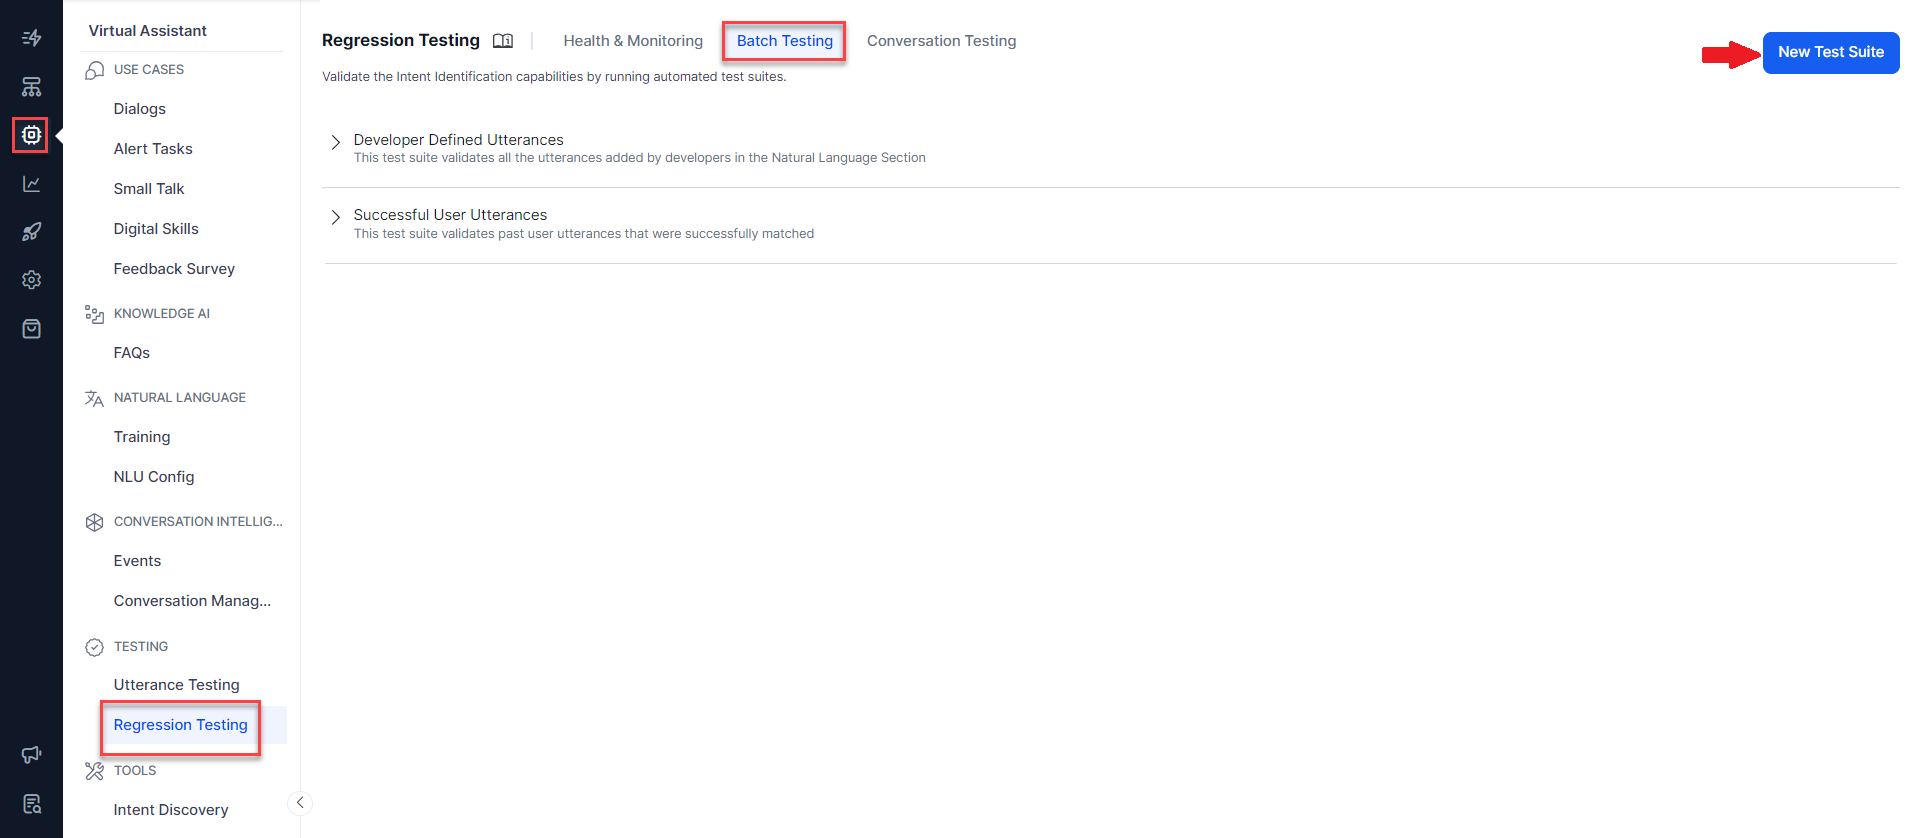 Virtual Assistant
USE CASES
Dialogs
Alert Tasks
Small Talk
Digital Skills
Feedback Survey
KNOWLEDGE AI
FAQs
NATURAL LANGUAGE
Training
NLU Config
CONVERSATION INTELLIG...
Events
Conversation Manag...
TESTING
Utterance Testing
Regression Testing
TOOLS
Intent Discovery
Regression Testing Health & Monitoring Batch Testing Conversation Testing
New Test Suite
Validate the Intent Identification capabilities by running automated test suites.
Developer Defined Utterances
This test suite validates all the utterances added by developers in the Natural Language Section
Successful User Utterances
This test suite validates past user utterances that were successfully matched